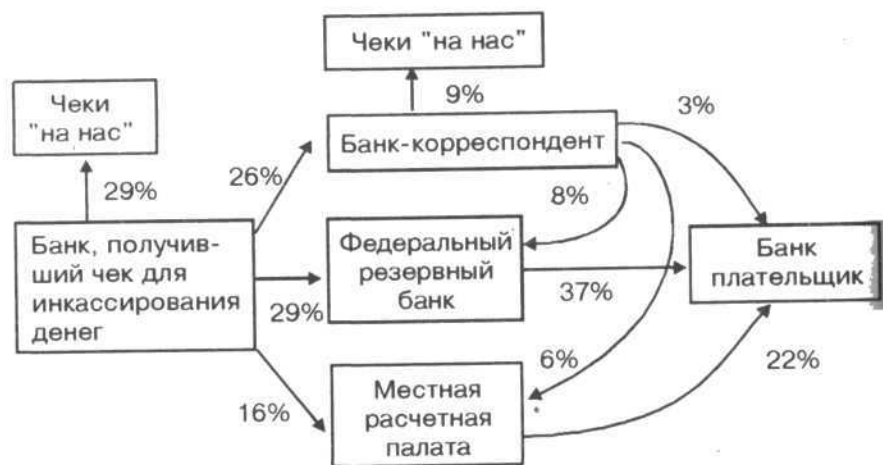 Чеки "на нас"
9%
3%
Чеки
"на нас"
Банк-корреспондент
29%
26%
8%
Банк, получив-
ший чек для
инкассирования
денег
Федеральный
резервный
банк
Банк
плательщик
29%
37%
6%
22%
16%
Местная
расчетная
палата